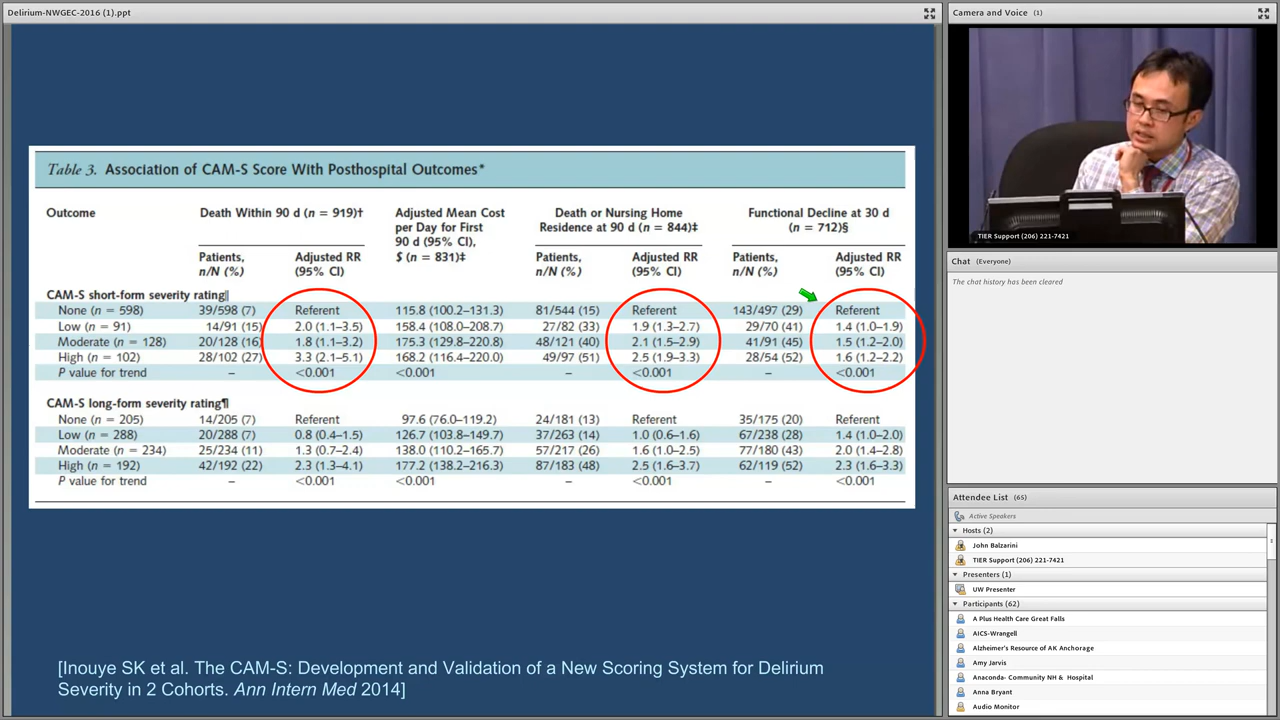 Delirium-NWGEC-2016 (1).ppt
Table 3. Association of CAM-S Score With Posthospital Outcomes*
Outcome Death Within 90 d (n = 919)† Adjusted Mean Cost Death or Nursing Home Functional Decline at 30 d
per Day for First Residence at 90 d (n = 844)‡ (n = 712)§
90 d (95% CI),
Patients, Adjusted RR $ (n = 831)‡ Patients, Adjusted RR Patients, Adjusted RR
n/N (%) (95% CI) n/N (%) (95% CI) n/N (%) (95% CI)
CAM-S short-form severity rating||
None (n = 598) 39/598 (7) Referent 115.8 (100.2–131.3) 81/544 (15) Referent 143/497 (29) Referent
Low (n = 91) 14/91 (15) 2.0 (1.1–3.5) 158.4 (108.0–208.7) 27/82 (33) 1.9 (1.3–2.7) 29/70 (41) 1.4 (1.0–1.9)
Moderate (n = 128) 20/128 (16) 1.8 (1.1–3.2) 175.3 (129.8–220.8) 48/121 (40) 2.1 (1.5–2.9) 41/91 (45) 1.5 (1.2–2.0)
High (n = 102) 28/102 (27) 3.3 (2.1–5.1) 168.2 (116.4–220.0) 49/97 (51) 2.5 (1.9–3.3) 28/54 (52) 1.6 (1.2–2.2)
P value for trend – <0.001 <0.001 – <0.001 – <0.001
CAM-S long-form severity rating¶
None (n = 205) 14/205 (7) Referent 97.6 (76.0–119.2) 24/181 (13) Referent 35/175 (20) Referent
Low (n = 288) 20/288 (7) 0.8 (0.4–1.5) 126.7 (103.8–149.7) 37/263 (14) 1.0 (0.6–1.6) 67/238 (28) 1.4 (1.0–2.0)
Moderate (n = 192) 25/234 (11) 1.3 (0.7–2.4) 138.0 (110.2–165.7) 57/217 (26) 1.6 (1.0–2.5) 77/180 (43) 2.0 (1.4–2.8)
High (n = 192) 42/192 (22) 2.3 (1.3–4.1) 177.2 (138.2–216.3) 87/183 (48) 2.5 (1.6–3.7) 62/119 (52) 2.3 (1.6–3.3)
P value for trend – <0.001 <0.001 – <0.001 – <0.001
[Inouye SK et al. The CAM-S: Development and Validation of a New Scoring System for Delirium
Severity in 2 Cohorts. Ann Intern Med 2014]
Camera and Voice (1)
TIER Support (206) 221-7421
Chat (Everyone)
The chat history has been cleared
Attendee List (65)
Active Speakers
Hosts (2)
John Balzarini
TIER Support (206) 221-7421
Presenters (1)
UW Presenter
Participants (62)
A Plus Health Care Great Falls
AICS-Wrangell
Alzheimer's Resource of AK Anchorage
Amy Jarvis
Anaconda- Community NH & Hospital
Anna Bryant
Audio Monitor